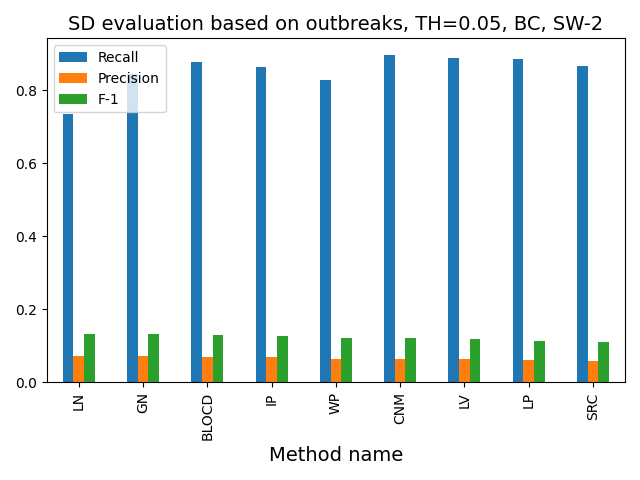 SD evaluation based on outbreaks, TH=0.05, BC, SW-2
Recall
Precision
F-1
0.8
0.6
0.4
0.2
0.0
LN
GN
BLOCD
IP
WP
CNM
LV
LP
SRC
Method name